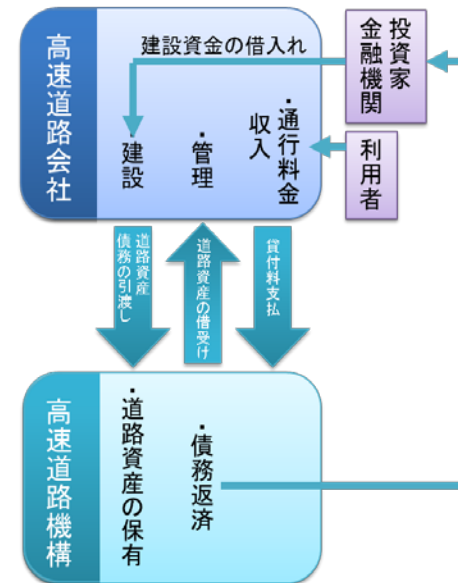 高速道路会社
建設資金の借入れ
・建設
・管理
・通行料金
収入
投資家
金融機関
利用者
道路資産
債務の引渡し
道路資産の借受け
貸付料支払
高速道路機構
・道路資産の保有
・債務返済